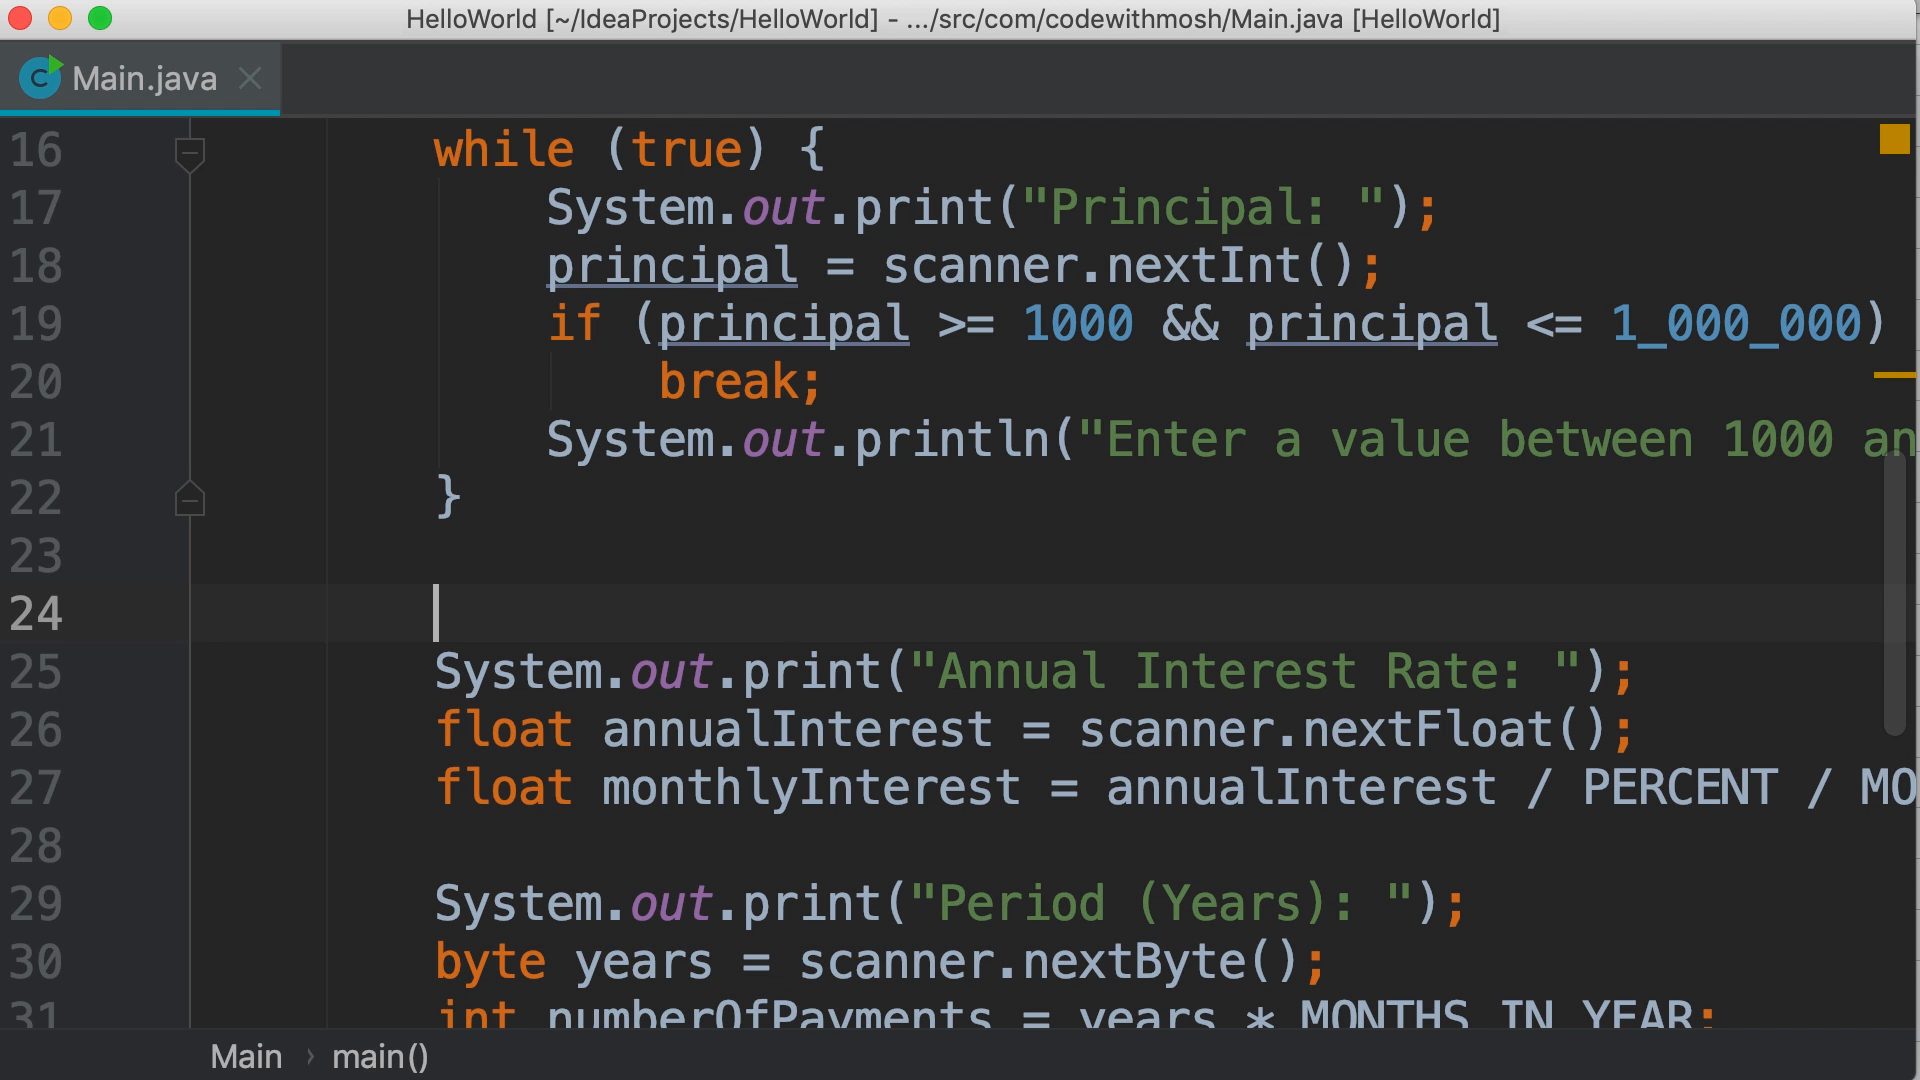 HelloWorld [~/IdeaProjects/HelloWorld] - .../src/com/codewithmosh/Main.java [HelloWorld]
C Main.java
16 while (true) {
17 System.out.print("Principal: ");
18 principal = scanner.nextInt();
19 if (principal >= 1000 && principal <= 1_000_000)
20 break;
21 System.out.println("Enter a value between 1000 an
22 }
23
24
25 System.out.print("Annual Interest Rate: ");
26 float annualInterest = scanner.nextFloat();
27 float monthlyInterest = annualInterest / PERCENT / MO
28
29 System.out.print("Period (Years): ");
30 byte years = scanner.nextByte();
31 int numberOfPayments = years * MONTHS_IN_YEAR;
Main › main()